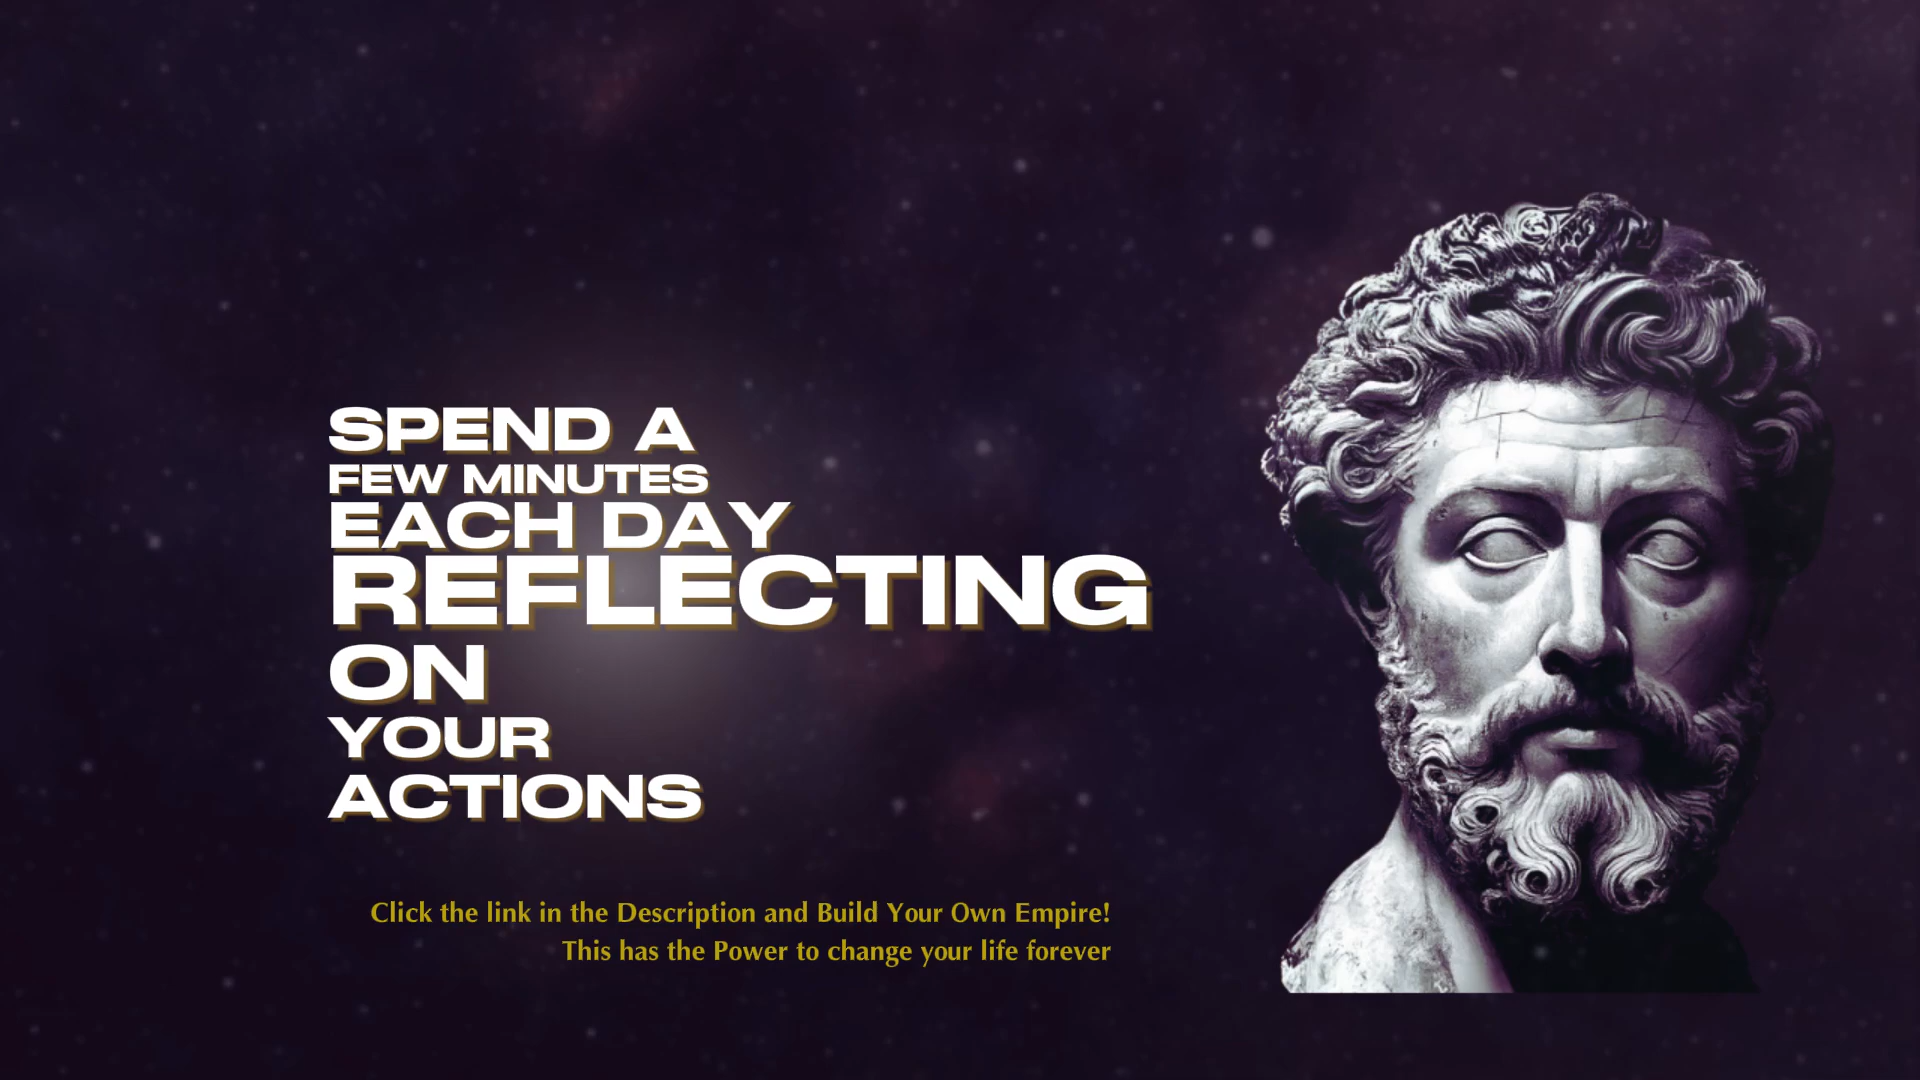 SPEND A
FEW MINUTES
EACH DAY
REFLECTING
ON
YOUR
ACTIONS
Click the link in the Description and Build Your Own Empire!
This has the Power to change your life forever